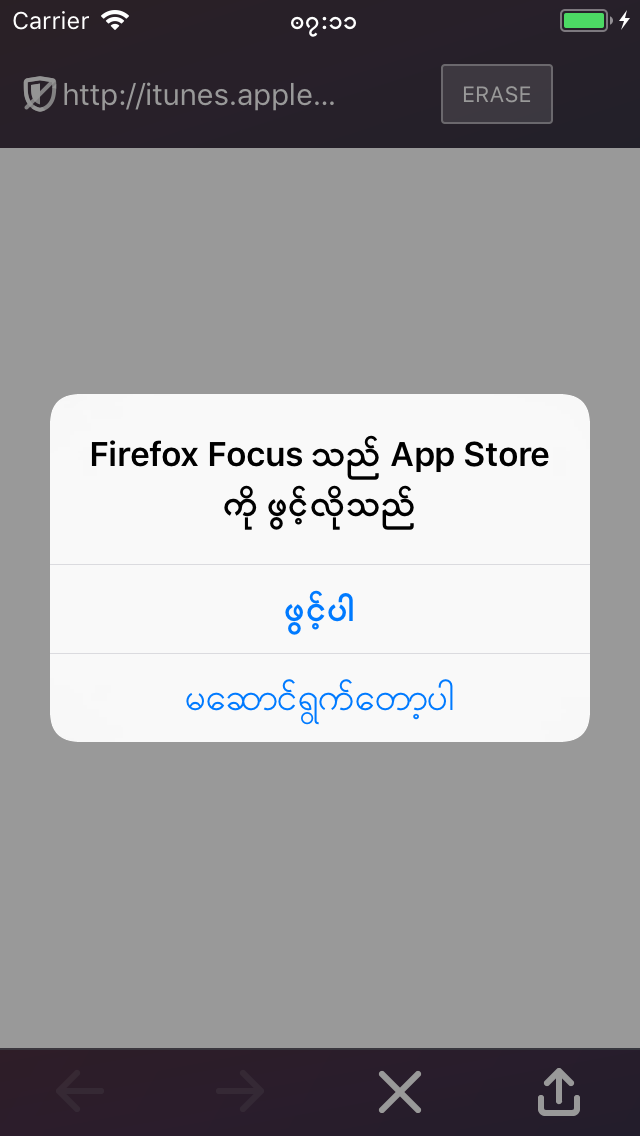 Carrier ၀၇:၁၁
http://itunes.apple...
ERASE
Firefox Focus သည် App Store
ကို ဖွင့်လိုသည်
ဖွင့်ပါ
မဆောင်ရွက်တော့ပါ